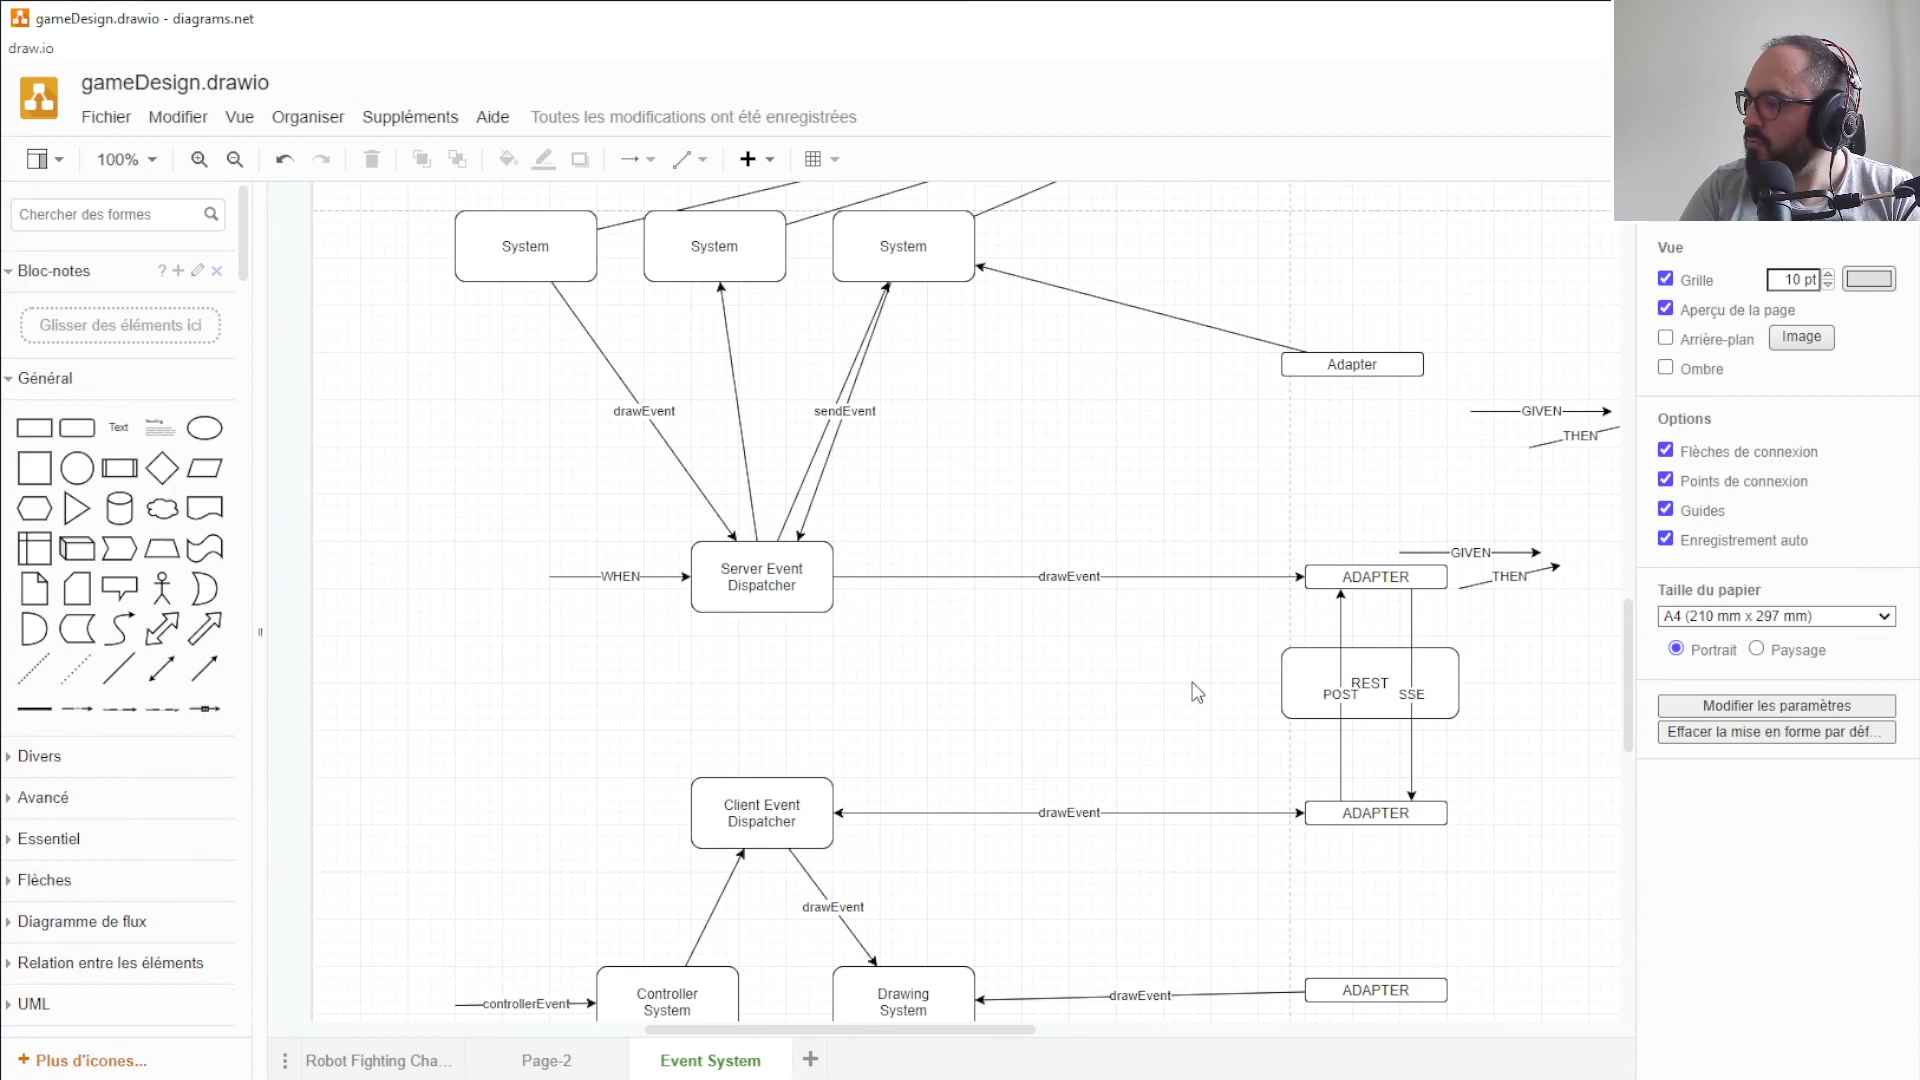 gameDesign.drawio - diagrams.net
draw.io
gameDesign.drawio
Fichier Modifier Vue Organiser Suppléments Aide Toutes les modifications ont été enregistrées
100%
Chercher des formes
Bloc-notes
?
Glisser des éléments ici
Général
Text
Heading
Divers
Avancé
Essentiel
Flèches
Diagramme de flux
Relation entre les éléments
UML
+ Plus d'icones...
System
System
System
Adapter
drawEvent
sendEvent
GIVEN
THEN
WHEN
Server Event
Dispatcher
drawEvent
ADAPTER
GIVEN
THEN
REST
POST
SSE
Client Event
Dispatcher
drawEvent
ADAPTER
drawEvent
controllerEvent
Controller
System
Drawing
System
drawEvent
ADAPTER
Robot Fighting Cha...
Page-2
Event System
Vue
Grille
10 pt
Aperçu de la page
Arrière-plan
Image
Ombre
Options
Flèches de connexion
Points de connexion
Guides
Enregistrement auto
Taille du papier
A4 (210 mm x 297 mm)
Portrait
Paysage
Modifier les paramètres
Effacer la mise en forme par déf...